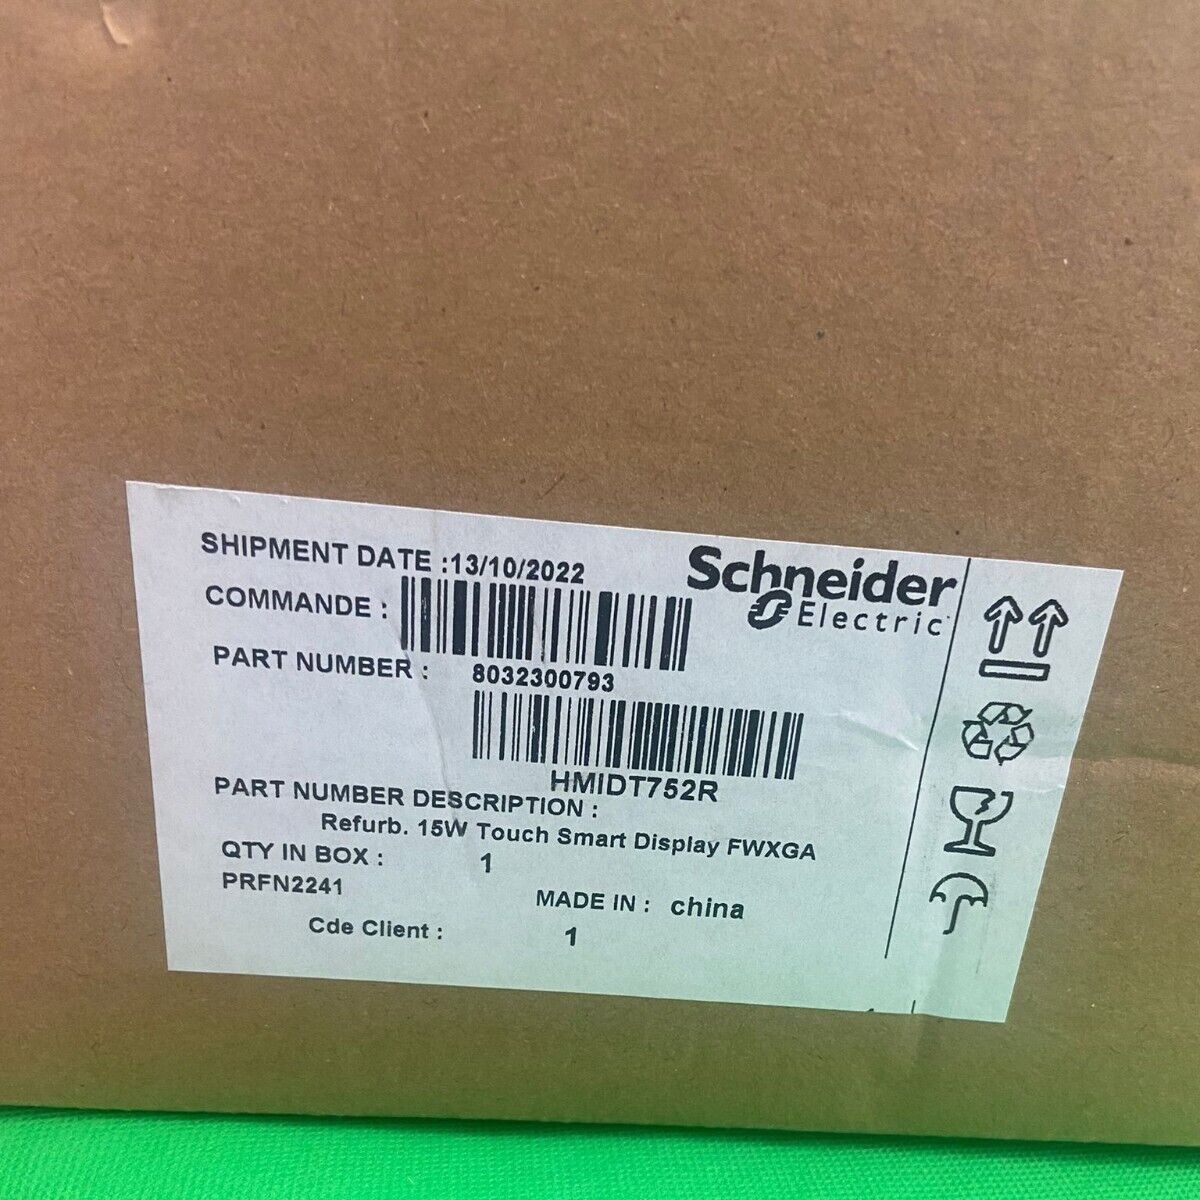 SHIPMENT DATE :13/10/2022
Schneider
Electric
COMMANDE :
8032300793
PART NUMBER :
HMIDT752R
PART NUMBER DESCRIPTION :
Refurb. 15W Touch Smart Display FWXGA
QTY IN BOX : 1
PRFN2241
MADE IN : china
Cde Client : 1